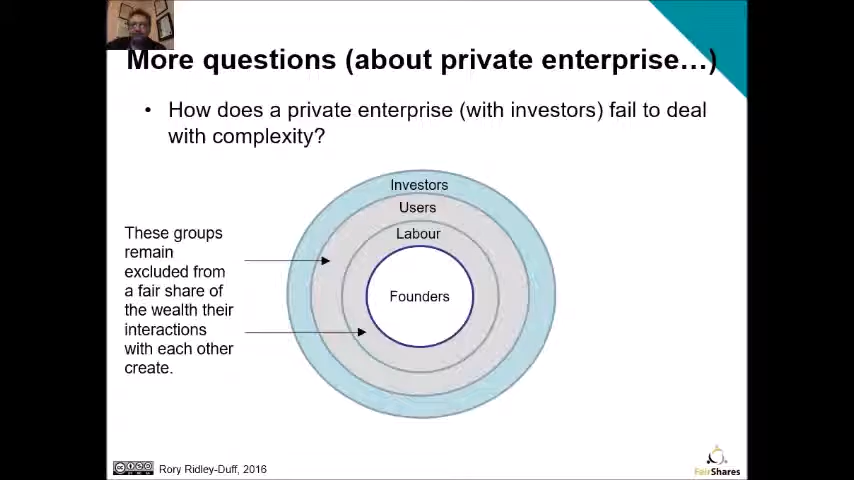 More questions (about private enterprise…)
• How does a private enterprise (with investors) fail to deal
with complexity?
Investors
Users
Labour
Founders
These groups
remain
excluded from
a fair share of
the wealth their
interactions
with each other
create.
Rory Ridley-Duff, 2016
FairShares